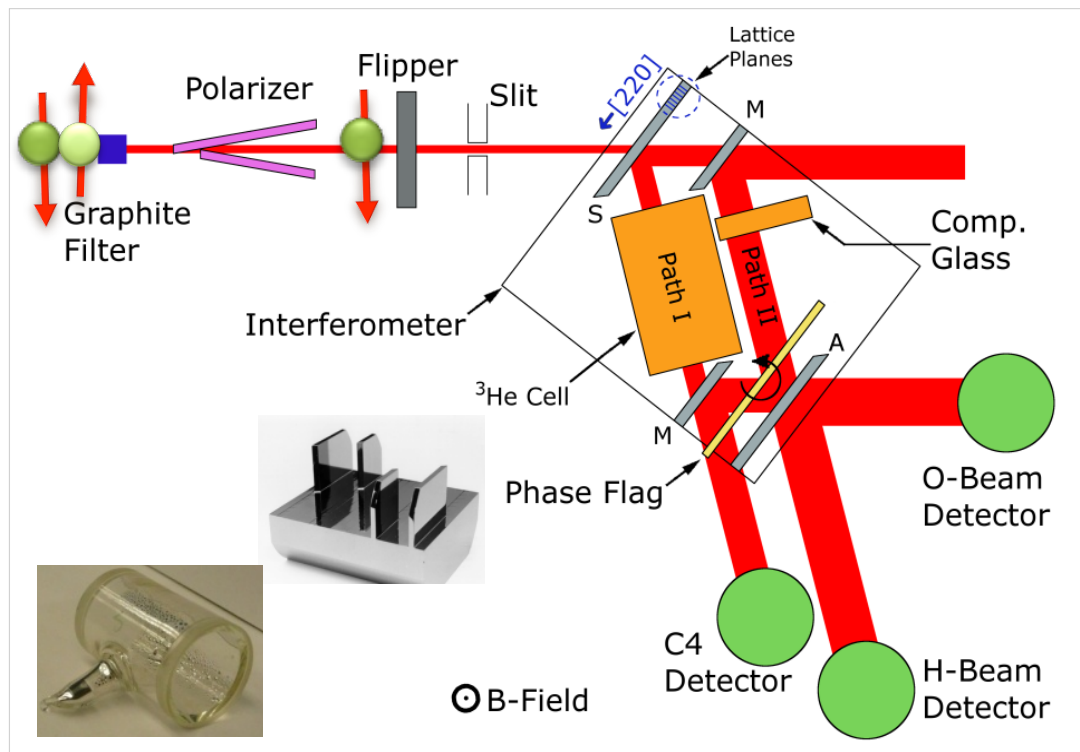 Lattice
Planes
Flipper
Polarizer
Slit
←[220]
M
Graphite
Filter
S
Comp.
Glass
Path I
Path II
Interferometer
A
³He Cell
M
Phase Flag
O-Beam
Detector
C4
Detector
H-Beam
Detector
B-Field